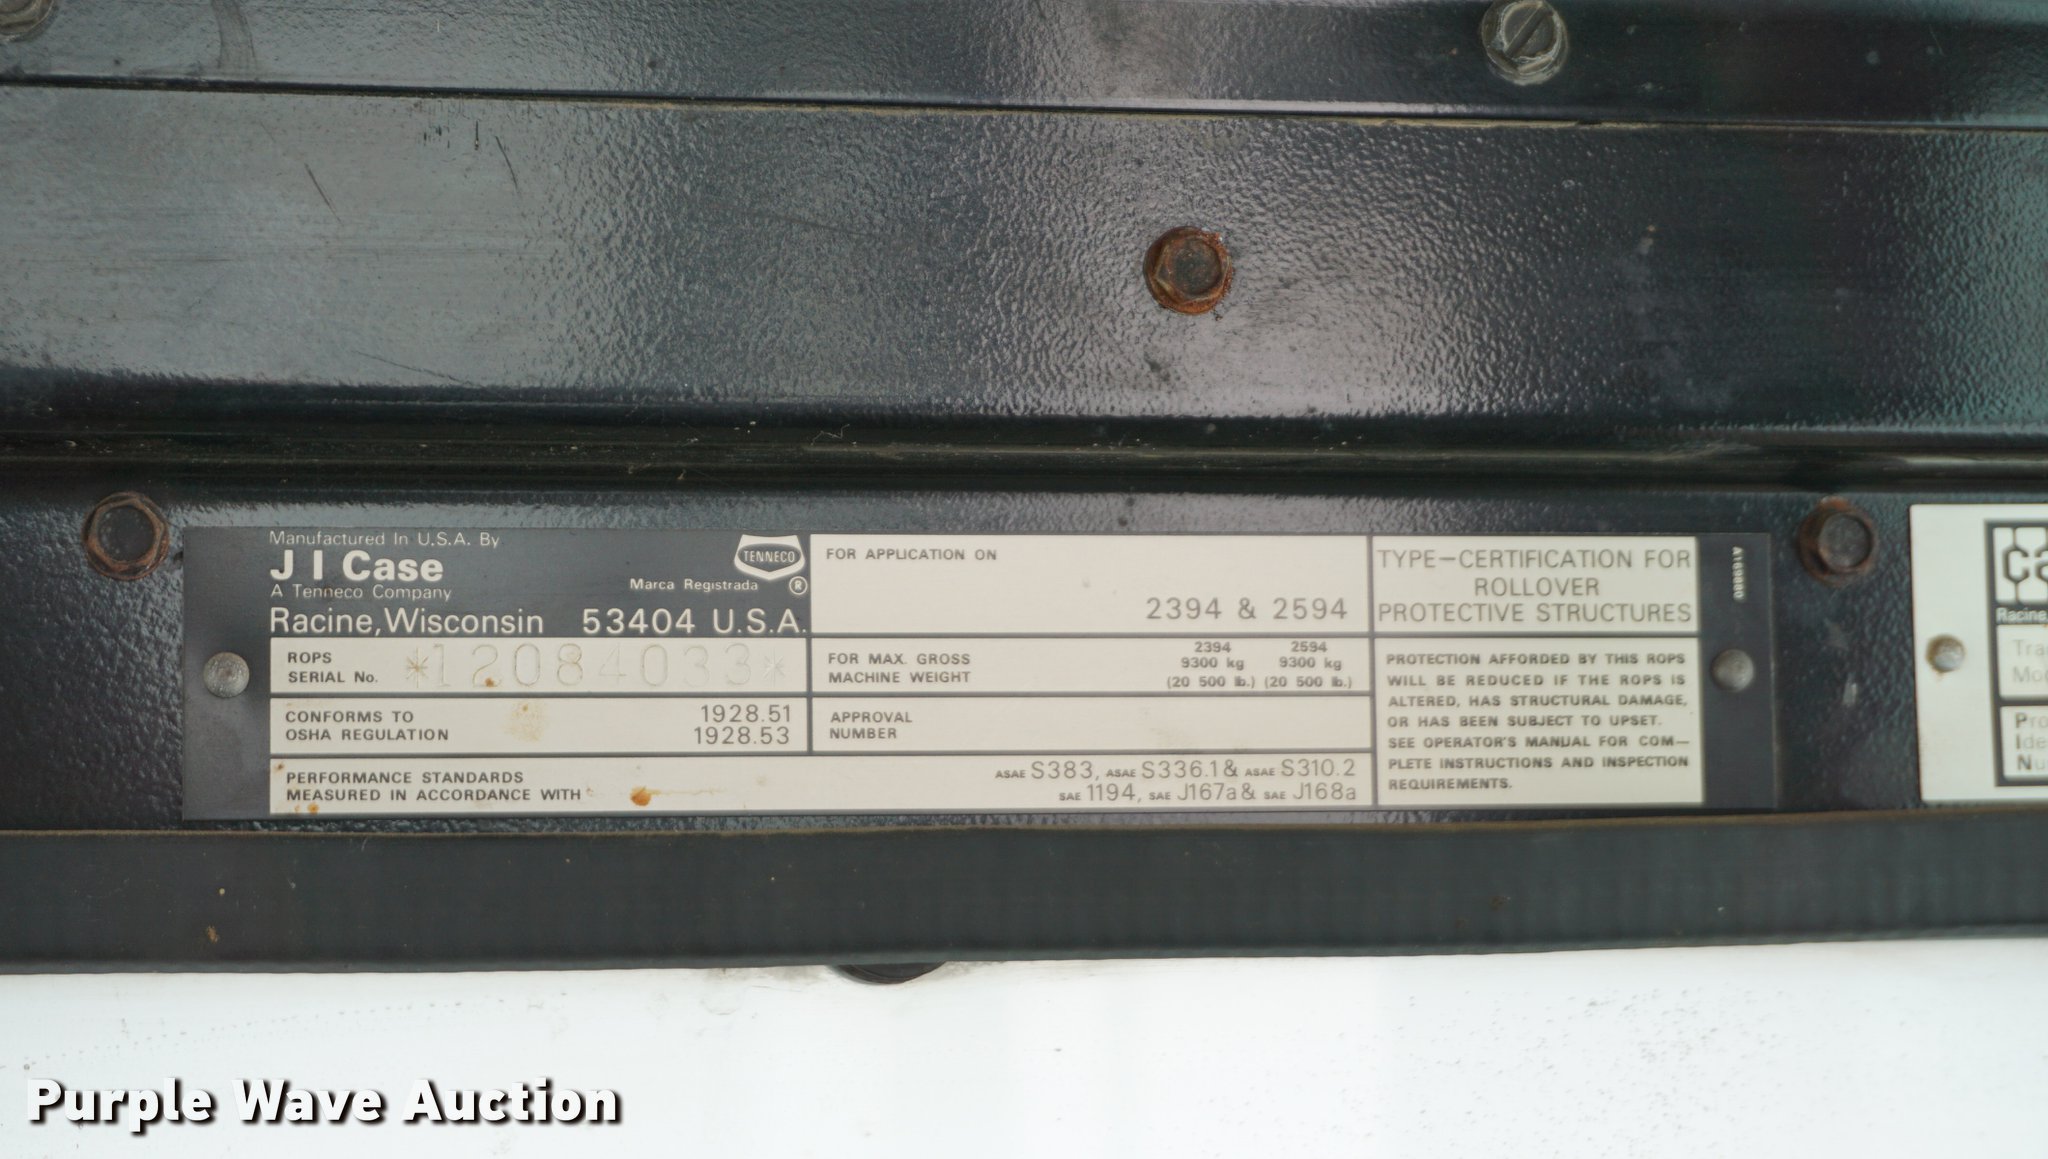 Manufactured In U.S.A. By
J I Case
A Tenneco Company
TENNECO
Marca Registrada ®
Racine, Wisconsin 53404 U.S.A.
ROPS
SERIAL No. *12084033*
CONFORMS TO
OSHA REGULATION
1928.51
1928.53
PERFORMANCE STANDARDS
MEASURED IN ACCORDANCE WITH
ASAE S383, ASAE S336.1 & ASAE S310.2
SAE 1194, SAE J167a & SAE J168a
FOR APPLICATION ON
2394 & 2594
FOR MAX. GROSS
MACHINE WEIGHT
2394 2594
9300 kg 9300 kg
(20 500 lb.) (20 500 lb.)
APPROVAL
NUMBER
TYPE-CERTIFICATION FOR
ROLLOVER
PROTECTIVE STRUCTURES
PROTECTION AFFORDED BY THIS ROPS
WILL BE REDUCED IF THE ROPS IS
ALTERED, HAS STRUCTURAL DAMAGE,
OR HAS BEEN SUBJECT TO UPSET.
SEE OPERATOR'S MANUAL FOR COM-
PLETE INSTRUCTIONS AND INSPECTION
REQUIREMENTS.
Racine,
Purple Wave Auction